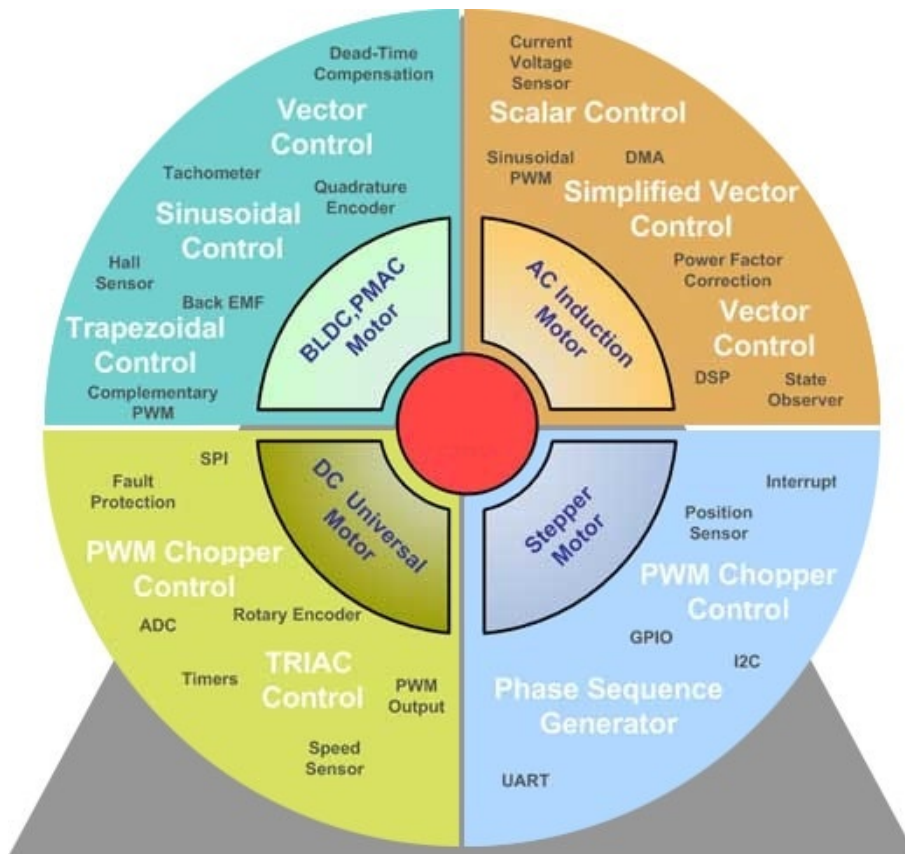 Dead-Time
Compensation
Vector
Control
Tachometer
Quadrature
Encoder
Sinusoidal
Control
Hall
Sensor
Back EMF
Trapezoidal
Control
Complementary
PWM
BLDC,PMAC
Motor
Current
Voltage
Sensor
Scalar Control
Sinusoidal
PWM
DMA
Simplified Vector
Control
Power Factor
Correction
Vector
Control
DSP
State
Observer
AC Induction
Motor
SPI
Fault
Protection
PWM Chopper
Control
ADC
Rotary Encoder
TRIAC
Control
Timers
PWM
Output
Speed
Sensor
DC Universal
Motor
Interrupt
Position
Sensor
PWM Chopper
Control
GPIO
I2C
Phase Sequence
Generator
UART
Stepper
Motor